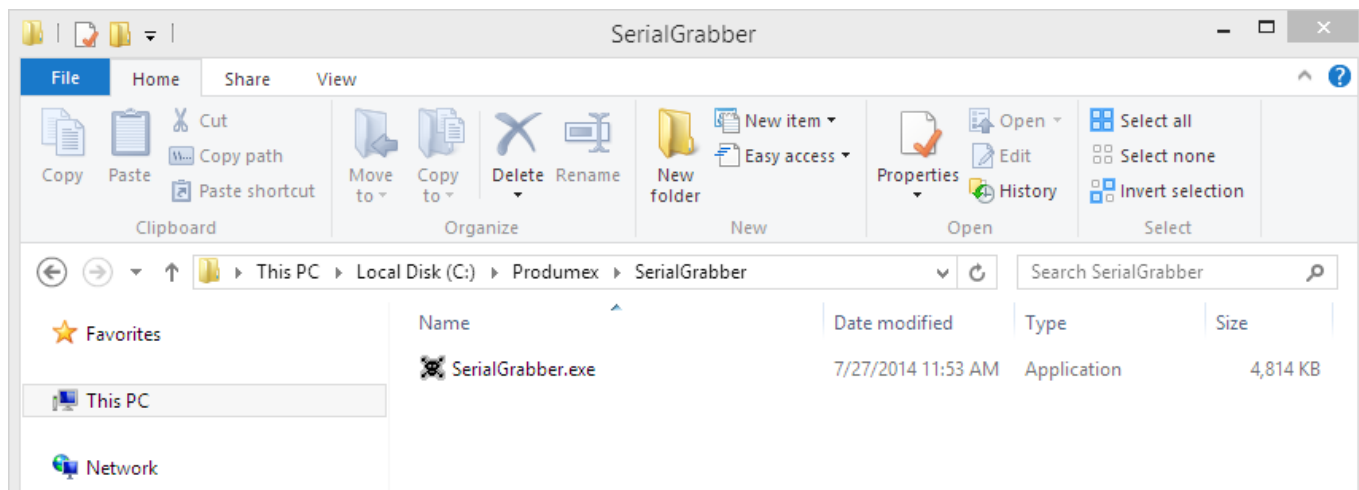 SerialGrabber
File Home Share View
Copy
Paste
Cut
Copy path
Paste shortcut
Clipboard
Move to
Copy to
Delete
Rename
Organize
New folder
New item
Easy access
New
Properties
Open
Edit
History
Open
Select all
Select none
Invert selection
Select
This PC Local Disk (C:) Produmex SerialGrabber
Search SerialGrabber
Favorites
This PC
Network
Name Date modified Type Size
SerialGrabber.exe 7/27/2014 11:53 AM Application 4,814 KB